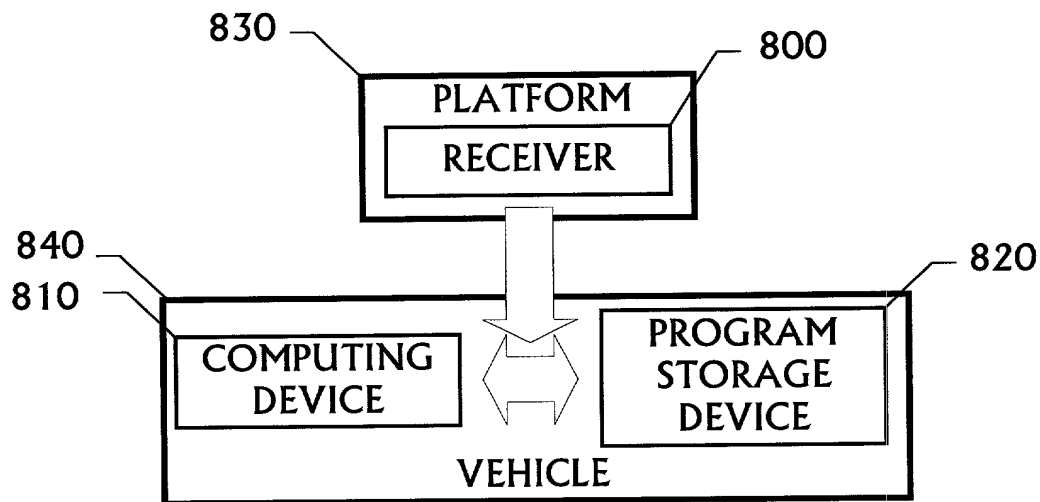 830
800
PLATFORM
RECEIVER
840
820
810
PROGRAM
STORAGE
DEVICE
COMPUTING
DEVICE
VEHICLE